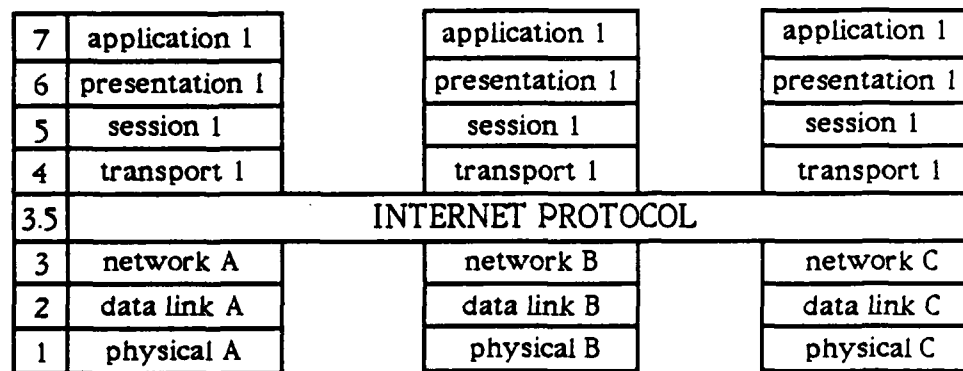 7 application 1 application 1 application 1
6 presentation 1 presentation 1 presentation 1
5 session 1 session 1 session 1
4 transport 1 transport 1 transport 1
3.5 INTERNET PROTOCOL
3 network A network B network C
2 data link A data link B data link C
1 physical A physical B physical C